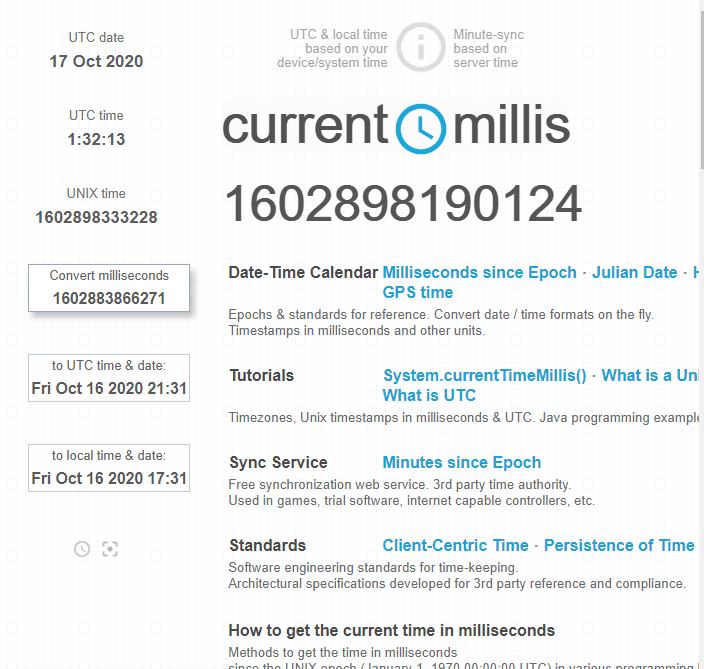 UTC date
17 Oct 2020
UTC time
1:32:13
UNIX time
1602898333228
Convert milliseconds
1602883866271
to UTC time & date:
Fri Oct 16 2020 21:31
to local time & date:
Fri Oct 16 2020 17:31
UTC & local time
based on your
device/system time
Minute-sync
based on
server time
current millis
1602898190124
Date-Time Calendar Milliseconds since Epoch · Julian Date ·
GPS time
Epochs & standards for reference. Convert date / time formats on the fly.
Timestamps in milliseconds and other units.
Tutorials System.currentTimeMillis() · What is a Uni
What is UTC
Timezones, Unix timestamps in milliseconds & UTC. Java programming example
Sync Service Minutes since Epoch
Free synchronization web service. 3rd party time authority.
Used in games, trial software, internet capable controllers, etc.
Standards Client-Centric Time · Persistence of Time
Software engineering standards for time-keeping.
Architectural specifications developed for 3rd party reference and compliance.
How to get the current time in milliseconds
Methods to get the time in milliseconds
since the UNIX epoch (January 1, 1970 00:00:00 UTC) in various programming